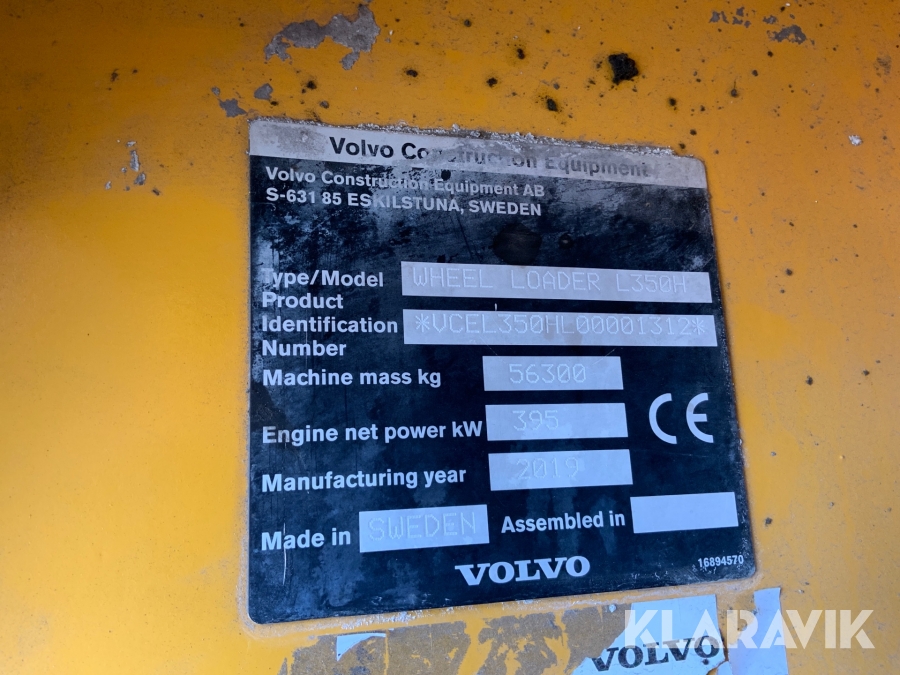 Volvo Construction Equipment
Volvo Construction Equipment AB
S-631 85 ESKILSTUNA, SWEDEN
Type/Model WHEEL LOADER L350H
Product
Identification *VCEL350HL00001312*
Number
Machine mass kg 56300
Engine net power kW 395
CE
Manufacturing year 2019
Made in SWEDEN Assembled in
VOLVO 16894570
KLARAVIK
VOLVO